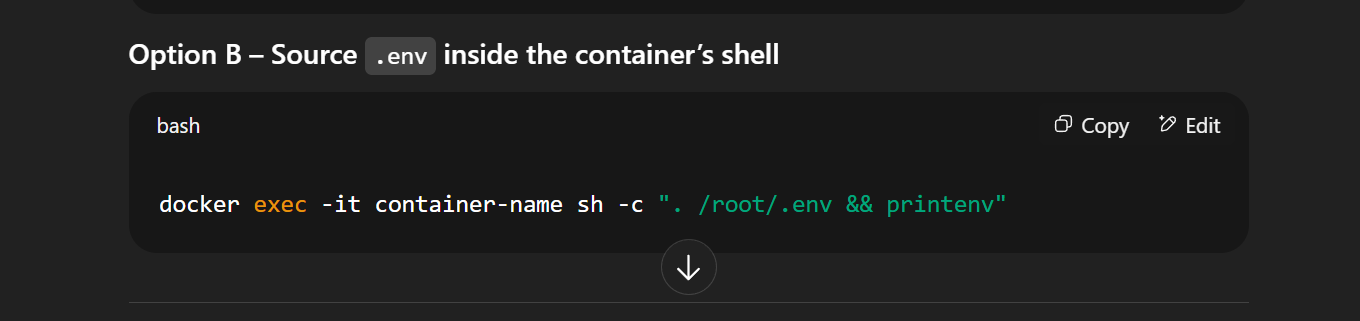 Option B – Source .env inside the container’s shell
bash
Copy
Edit
docker exec -it container-name sh -c ". /root/.env && printenv"